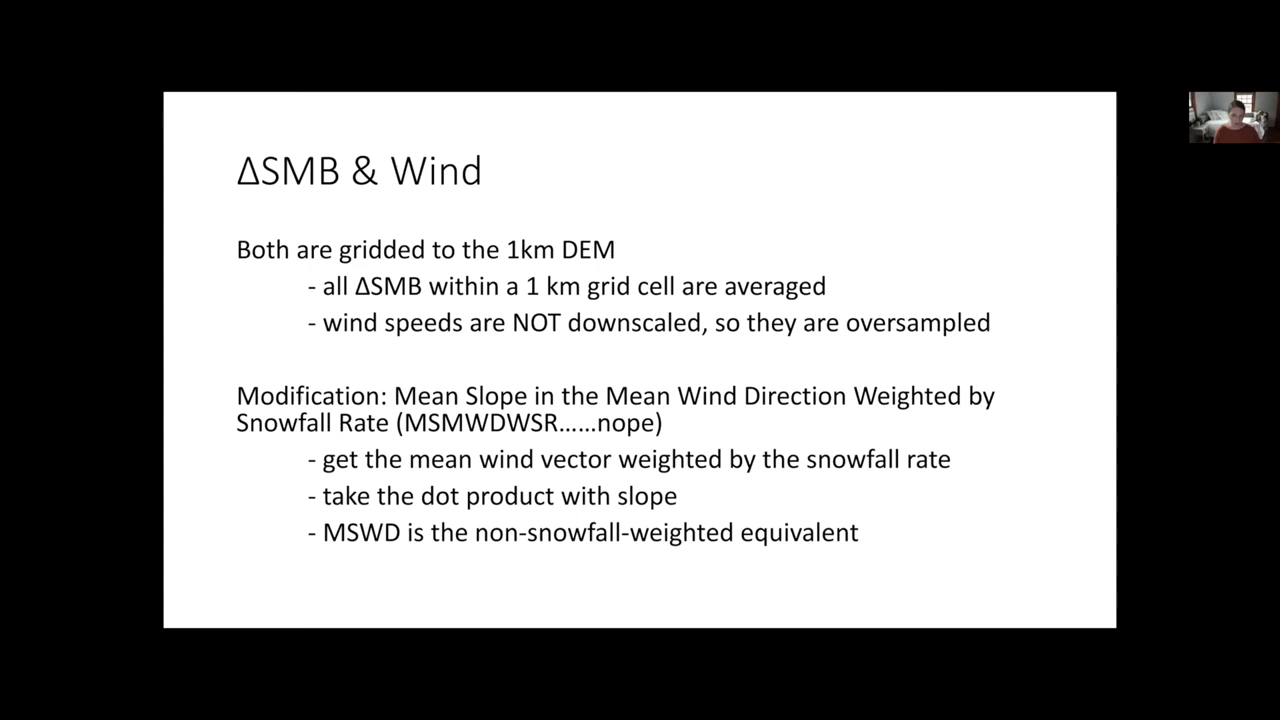 ΔSMB & Wind
Both are gridded to the 1km DEM
- all ΔSMB within a 1 km grid cell are averaged
- wind speeds are NOT downscaled, so they are oversampled
Modification: Mean Slope in the Mean Wind Direction Weighted by
Snowfall Rate (MSMWDWSR......nope)
- get the mean wind vector weighted by the snowfall rate
- take the dot product with slope
- MSWD is the non-snowfall-weighted equivalent